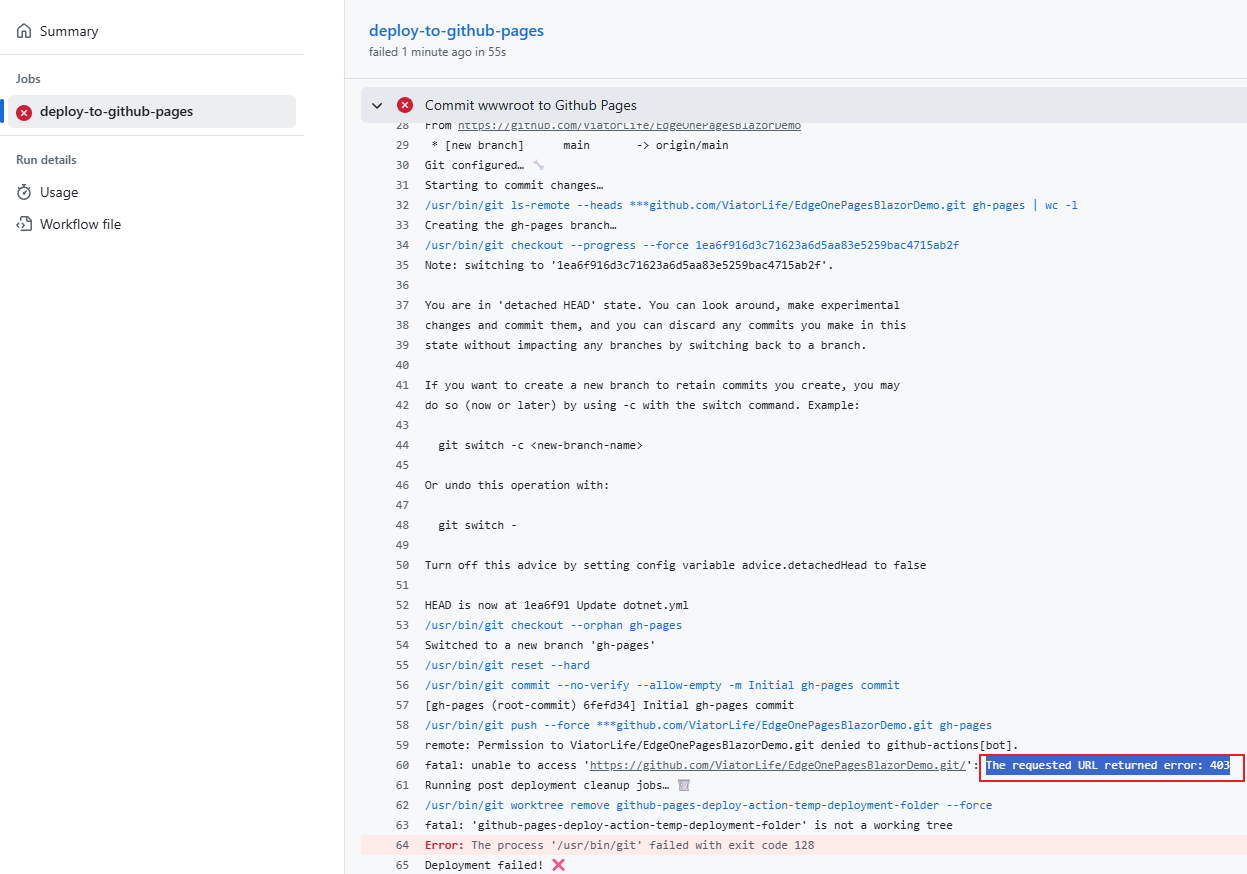 Summary
Jobs
deploy-to-github-pages
Run details
Usage
Workflow file
deploy-to-github-pages
failed 1 minute ago in 55s
Commit wwwroot to Github Pages
28 From https://github.com/ViatorLife/EdgeOnePagesBlazorDemo
29 * [new branch] main -> origin/main
30 Git configured… 🔧
31 Starting to commit changes…
32 /usr/bin/git ls-remote --heads ***github.com/ViatorLife/EdgeOnePagesBlazorDemo.git gh-pages | wc -l
33 Creating the gh-pages branch…
34 /usr/bin/git checkout --progress --force 1ea6f916d3c71623a6d5aa83e5259bac4715ab2f
35 Note: switching to '1ea6f916d3c71623a6d5aa83e5259bac4715ab2f'.
36
37 You are in 'detached HEAD' state. You can look around, make experimental
38 changes and commit them, and you can discard any commits you make in this
39 state without impacting any branches by switching back to a branch.
40
41 If you want to create a new branch to retain commits you create, you may
42 do so (now or later) by using -c with the switch command. Example:
43
44 git switch -c <new-branch-name>
45
46 Or undo this operation with:
47
48 git switch -
49
50 Turn off this advice by setting config variable advice.detachedHead to false
51
52 HEAD is now at 1ea6f91 Update dotnet.yml
53 /usr/bin/git checkout --orphan gh-pages
54 Switched to a new branch 'gh-pages'
55 /usr/bin/git reset --hard
56 /usr/bin/git commit --no-verify --allow-empty -m Initial gh-pages commit
57 [gh-pages (root-commit) 6fefd34] Initial gh-pages commit
58 /usr/bin/git push --force ***github.com/ViatorLife/EdgeOnePagesBlazorDemo.git gh-pages
59 remote: Permission to ViatorLife/EdgeOnePagesBlazorDemo.git denied to github-actions[bot].
60 fatal: unable to access 'https://github.com/ViatorLife/EdgeOnePagesBlazorDemo.git/': The requested URL returned error: 403
61 Running post deployment cleanup jobs… 🗑️
62 /usr/bin/git worktree remove github-pages-deploy-action-temp-deployment-folder --force
63 fatal: 'github-pages-deploy-action-temp-deployment-folder' is not a working tree
64 Error: The process '/usr/bin/git' failed with exit code 128
65 Deployment failed! ❌